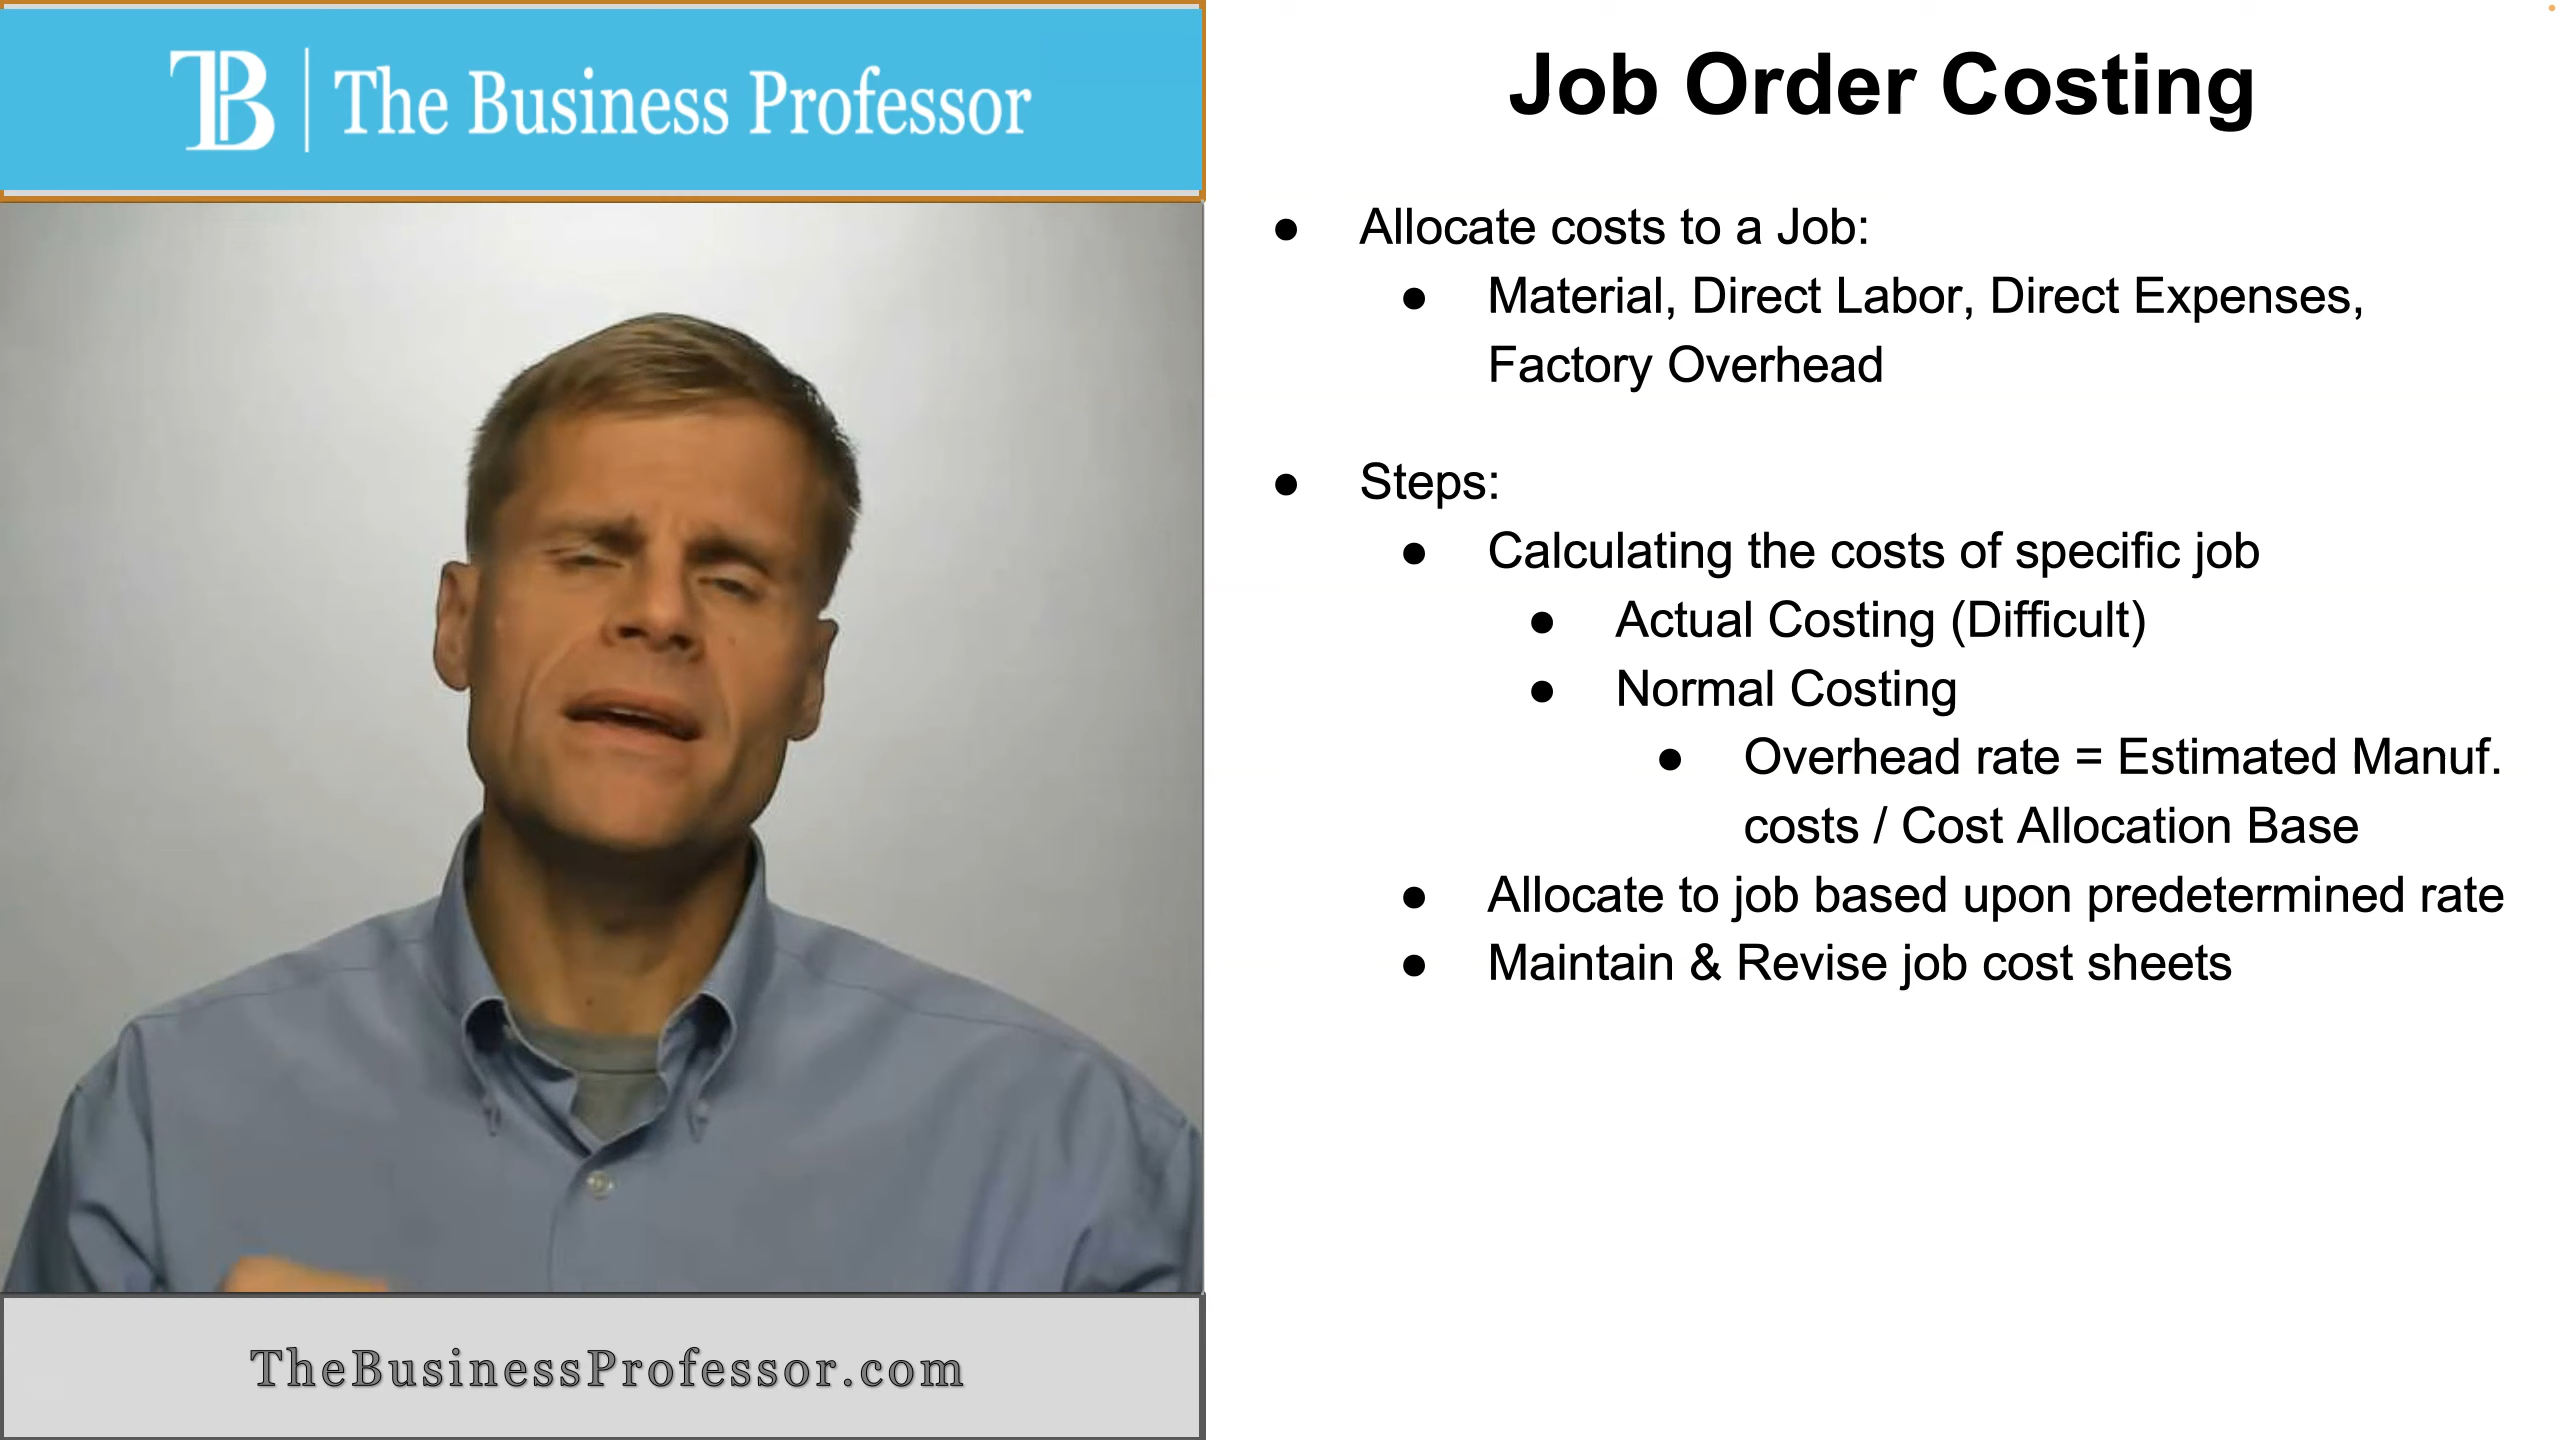 The Business Professor
Job Order Costing
● Allocate costs to a Job:
● Material, Direct Labor, Direct Expenses,
Factory Overhead
● Steps:
● Calculating the costs of specific job
● Actual Costing (Difficult)
● Normal Costing
● Overhead rate = Estimated Manuf.
costs / Cost Allocation Base
● Allocate to job based upon predetermined rate
● Maintain & Revise job cost sheets
TheBusinessProfessor.com